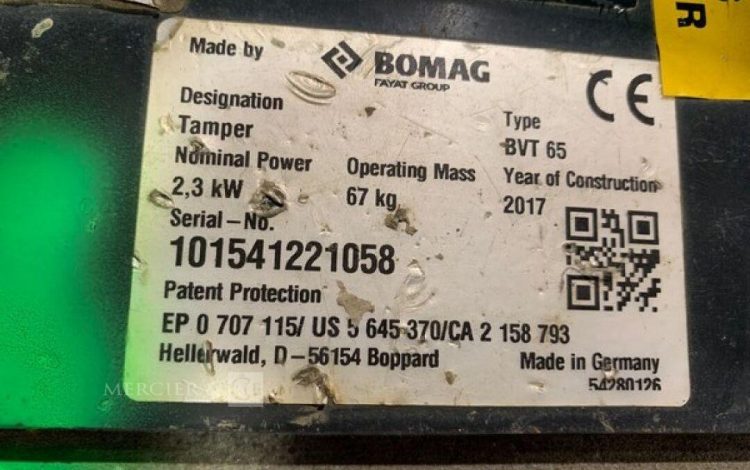 Made by
BOMAG
FAYAT GROUP
CE
R
Designation
Tamper
Type
BVT 65
Nominal Power
2,3 kW
Operating Mass
67 kg
Year of Construction
2017
Serial-No.
101541221058
Patent Protection
EP 0 707 115/ US 5 645 370/CA 2 158 793
Hellerwald, D-56154 Boppard
Made in Germany
54280126
MERCIER